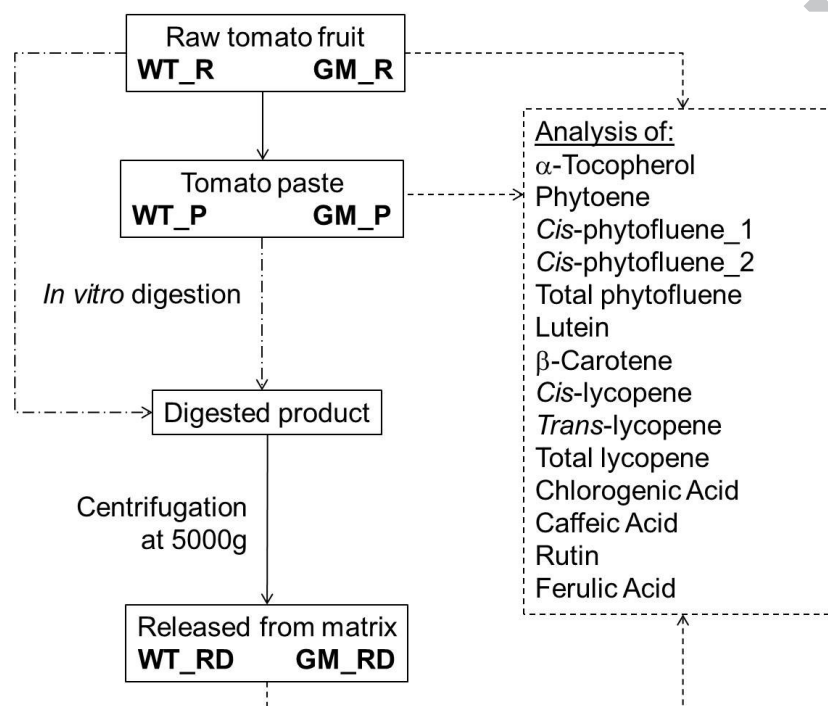 Raw tomato fruit
WT_R GM_R
Tomato paste
WT_P GM_P
In vitro digestion
Digested product
Centrifugation
at 5000g
Released from matrix
WT_RD GM_RD
Analysis of:
α-Tocopherol
Phytoene
Cis-phytofluene_1
Cis-phytofluene_2
Total phytofluene
Lutein
β-Carotene
Cis-lycopene
Trans-lycopene
Total lycopene
Chlorogenic Acid
Caffeic Acid
Rutin
Ferulic Acid